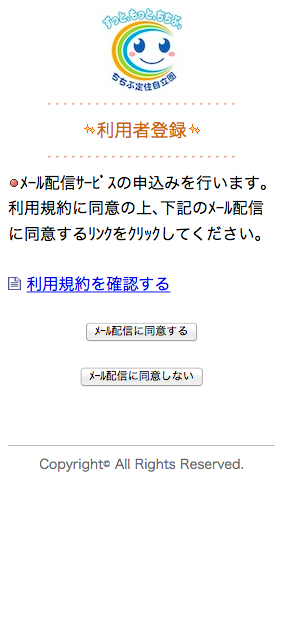 ずっと、もっと、ちちぶ。
ちちぶ定住自立圏
利用者登録
ﾒｰﾙ配信ｻｰﾋﾞｽの申込みを行います。
利用規約に同意の上、下記のﾒｰﾙ配信
に同意するﾘﾝｸをｸﾘｯｸしてください。
利用規約を確認する
ﾒｰﾙ配信に同意する
ﾒｰﾙ配信に同意しない
Copyright© All Rights Reserved.